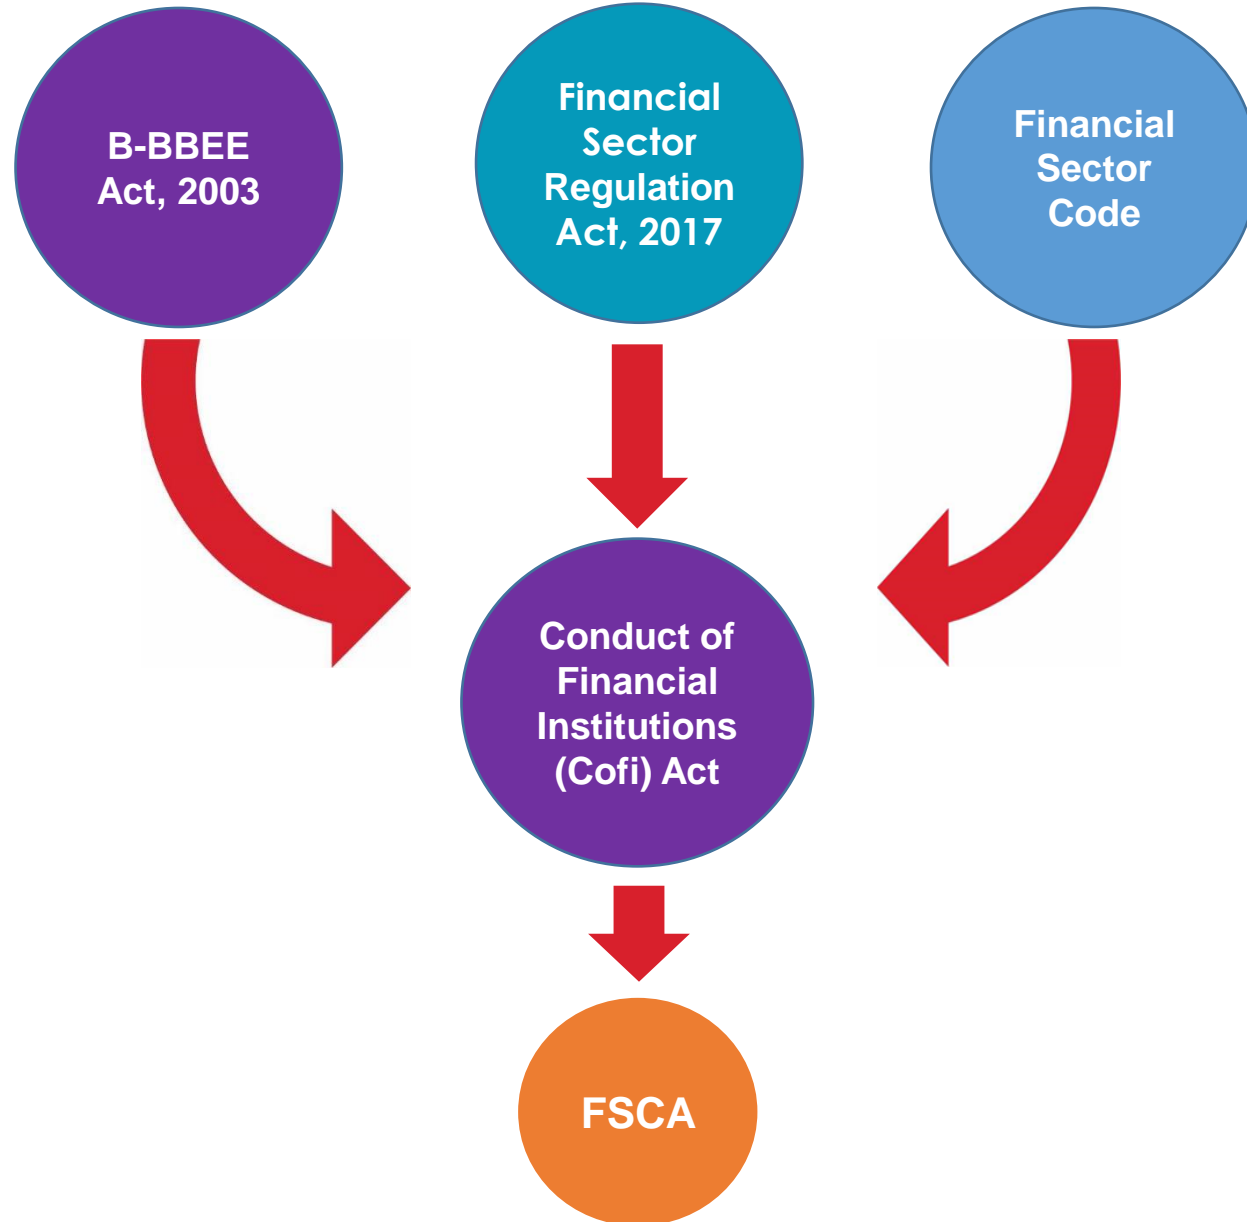 B-BBEE
Act, 2003
Financial
Sector
Regulation
Act, 2017
Financial
Sector
Code
Conduct of
Financial
Institutions
(Cofi) Act
FSCA